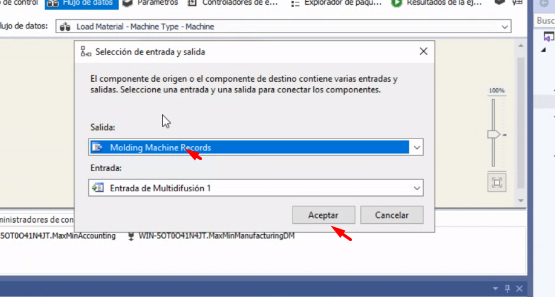 de control Flujo de datos Parámetros Controladores de e... Explorador de paqu... Resultados de la ej...
lujo de datos: Load Material - Machine Type - Machine
Busc
Selección de entrada y salida
El componente de origen o el componente de destino contiene varias entradas y
salidas. Seleccione una entrada y una salida para conectar los componentes.
100%
Salida:
Molding Machine Records
Entrada:
Entrada de Multidifusión 1
Aceptar Cancelar
ministradores de con
-5OT0O41N4JT.MaxMinAccounting WIN-5OT0O41N4JT.MaxMinManufacturingDM